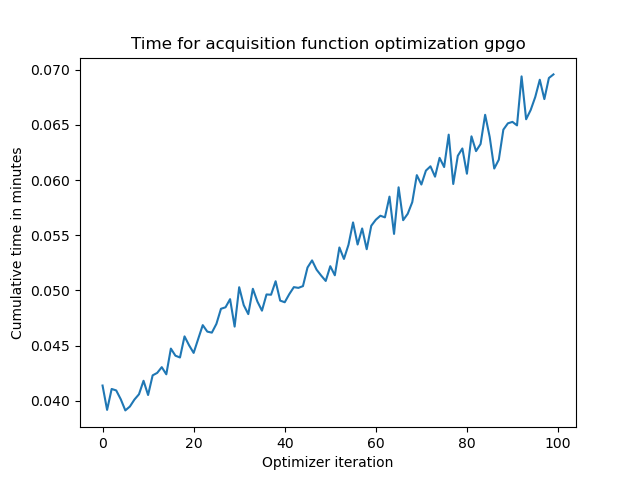 Time for acquisition function optimization gpgo
0.070
0.065
0.060
0.055
0.050
0.045
0.040
Cumulative time in minutes
0 20 40 60 80 100
Optimizer iteration